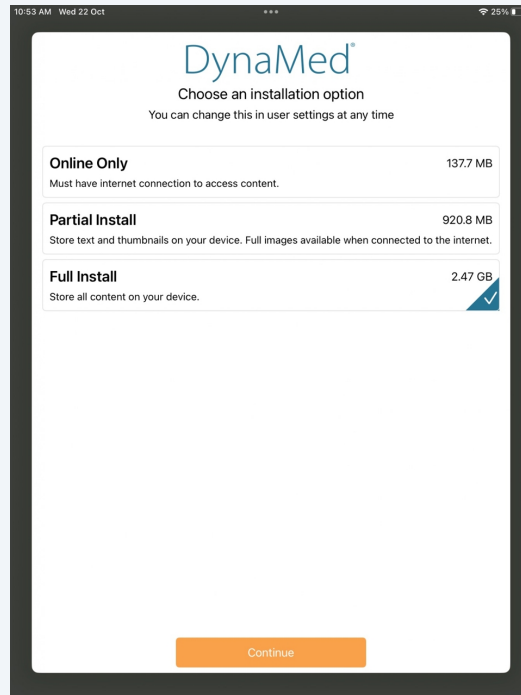 10:53 AM Wed 22 Oct 25%
DynaMed®
Choose an installation option
You can change this in user settings at any time
Online Only 137.7 MB
Must have internet connection to access content.
Partial Install 920.8 MB
Store text and thumbnails on your device. Full images available when connected to the internet.
Full Install 2.47 GB
Store all content on your device.
Continue